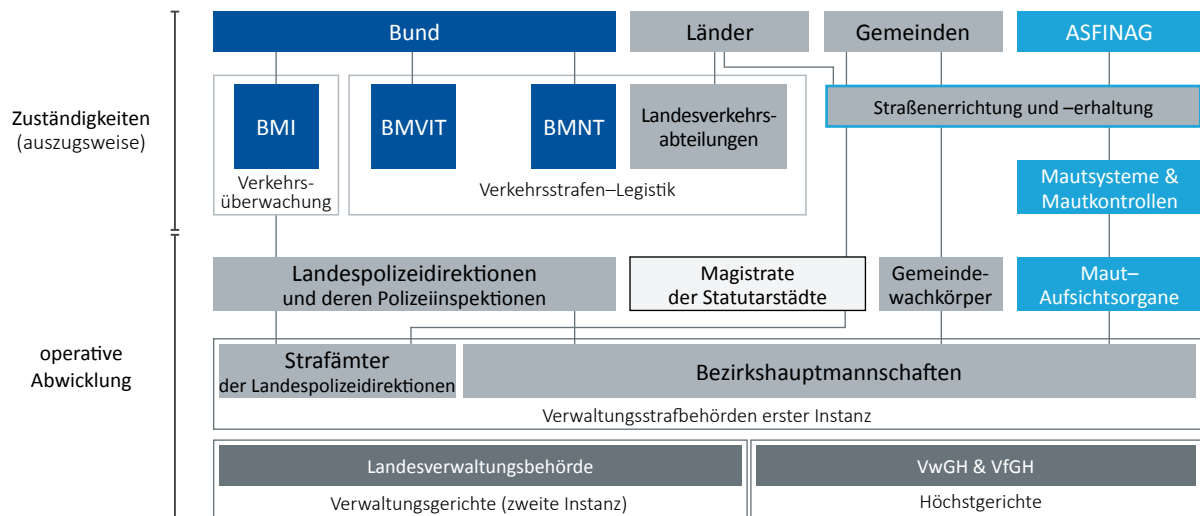 Bund
Länder
Gemeinden
ASFINAG
Zuständigkeiten
(auszugsweise)
BMI
BMVIT
BMNT
Landesverkehrs-
abteilungen
Straßenerrichtung und –erhaltung
Verkehrs-
überwachung
Verkehrsstrafen–Legistik
Mautsysteme &
Mautkontrollen
operative
Abwicklung
Landespolizeidirektionen
und deren Polizeiinspektionen
Magistrate
der Statutarstädte
Gemeinde-
wachkörper
Maut–
Aufsichtsorgane
Strafämter
der Landespolizeidirektionen
Bezirkshauptmannschaften
Verwaltungsstrafbehörden erster Instanz
Landesverwaltungsbehörde
VwGH & VfGH
Verwaltungsgerichte (zweite Instanz)
Höchstgerichte